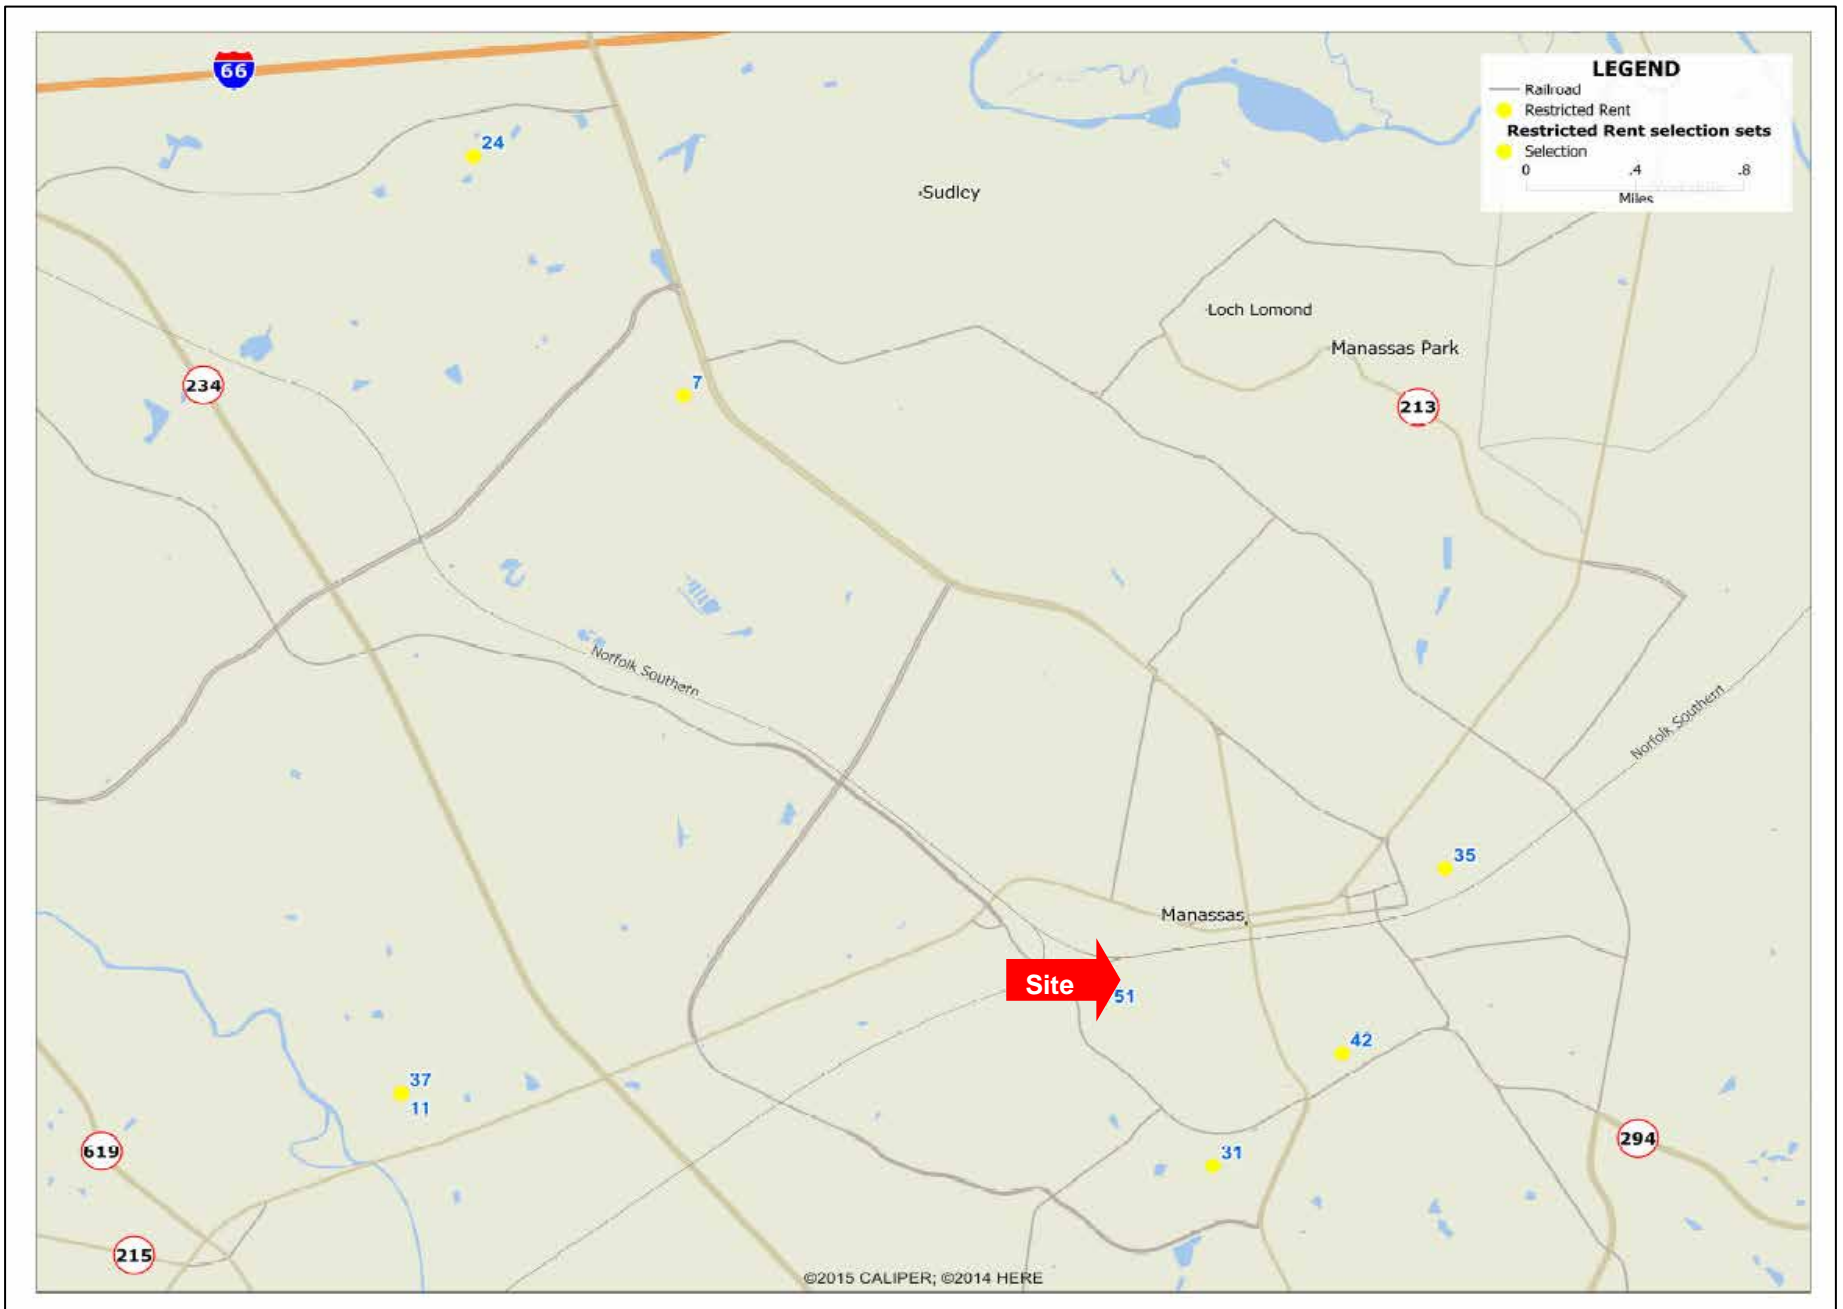 66
LEGEND
Railroad
Restricted Rent
Restricted Rent selection sets
Selection
0 .4 .8
Miles
24
Sudley
Loch Lomond
Manassas Park
234
7
213
Norfolk Southern
Norfolk Southern
35
Manassas
Site
51
42
37
11
619
31
294
215
©2015 CALIPER; ©2014 HERE